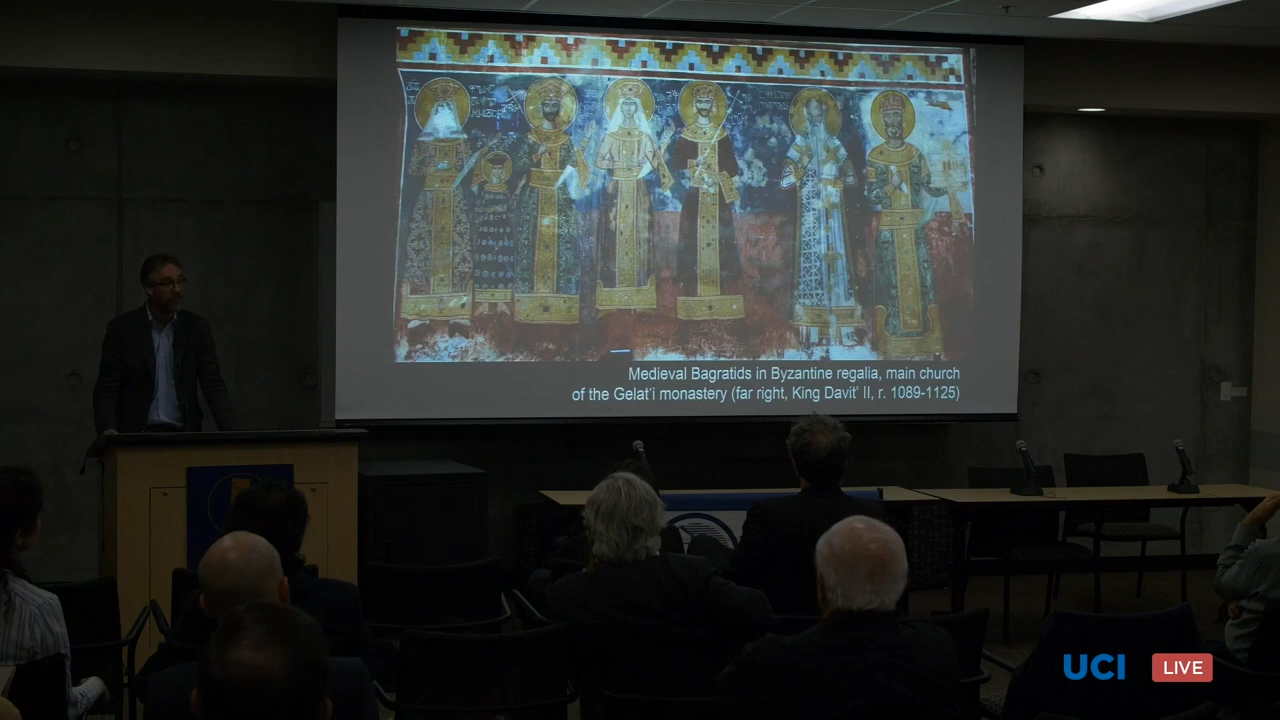 Medieval Bagratids in Byzantine regalia, main church
of the Gelat‘i monastery (far right, King Davit‘ II, r. 1089-1125)
UCI LIVE